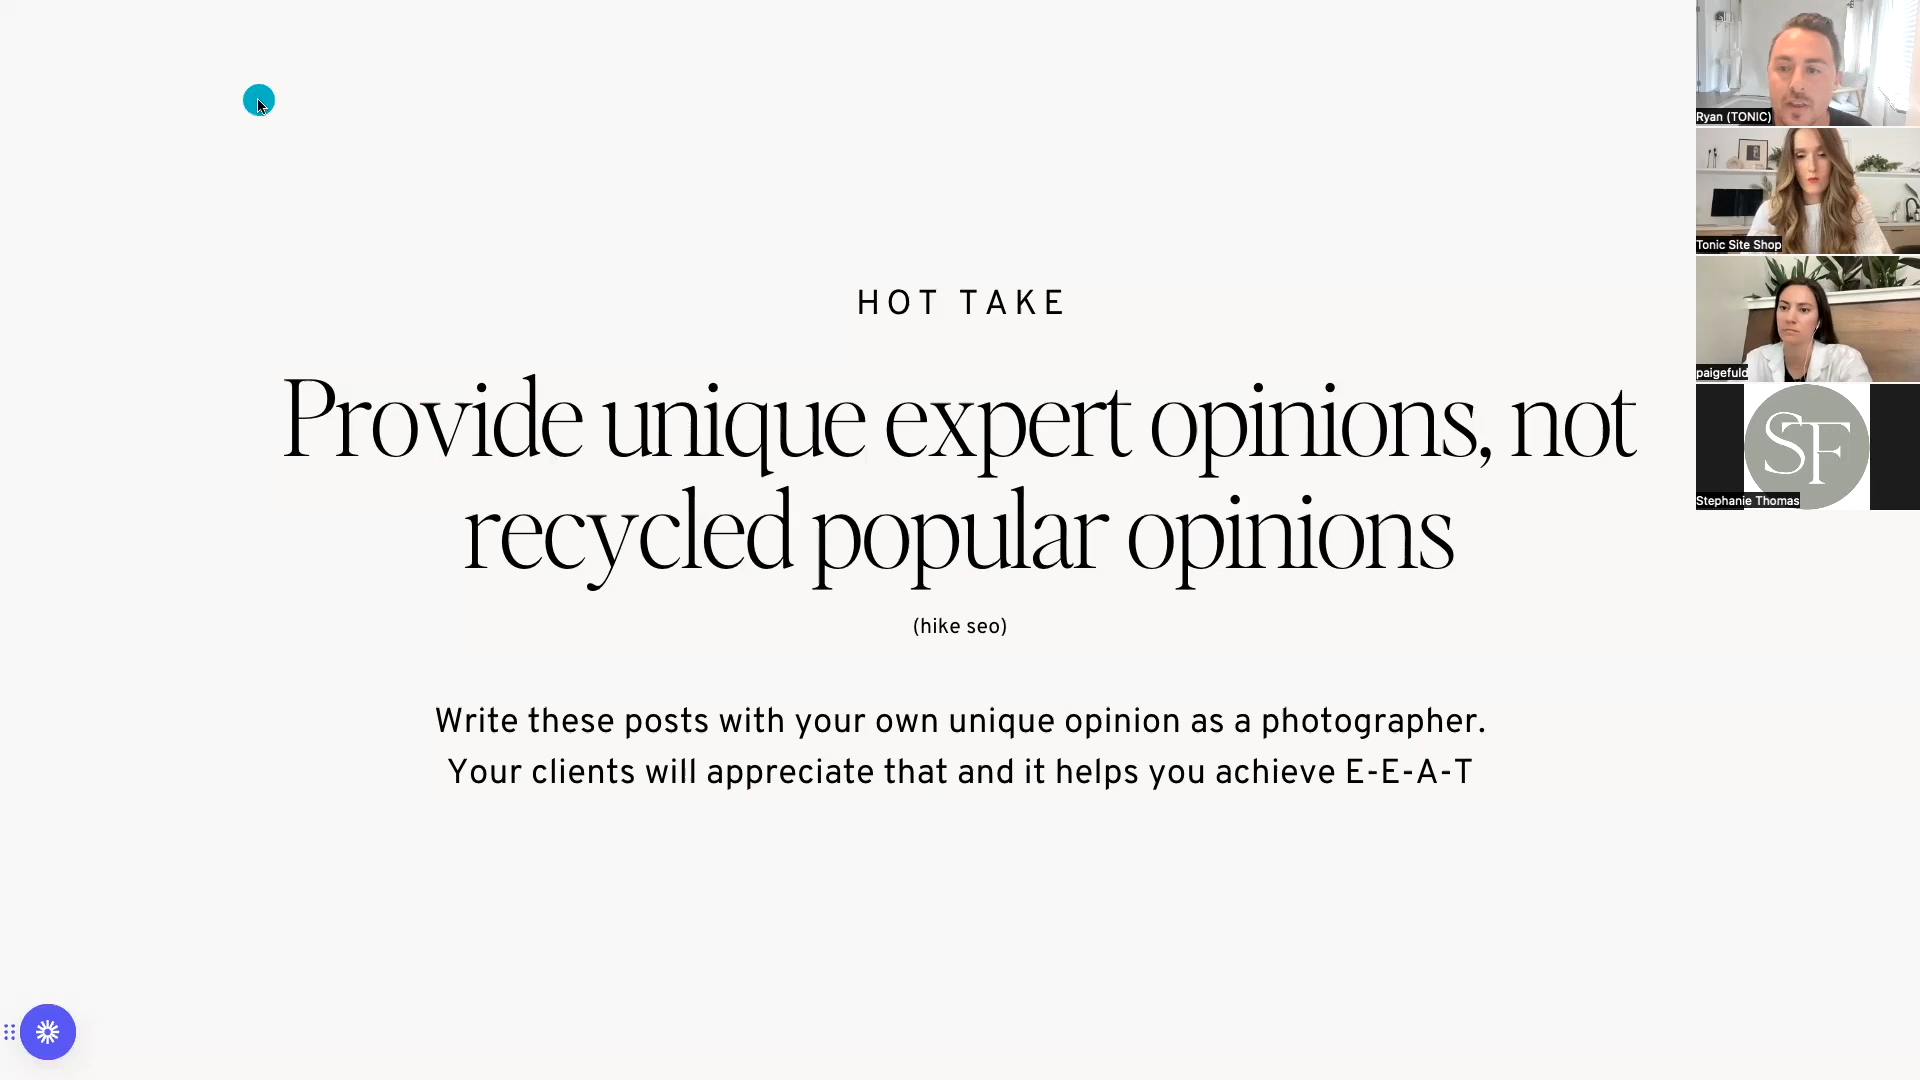 HOT TAKE
Provide unique expert opinions, not
recycled popular opinions
(hike seo)
Write these posts with your own unique opinion as a photographer.
Your clients will appreciate that and it helps you achieve E-E-A-T
Ryan (TONIC)
Tonic Site Shop
paigefuld
SF
Stephanie Thomas